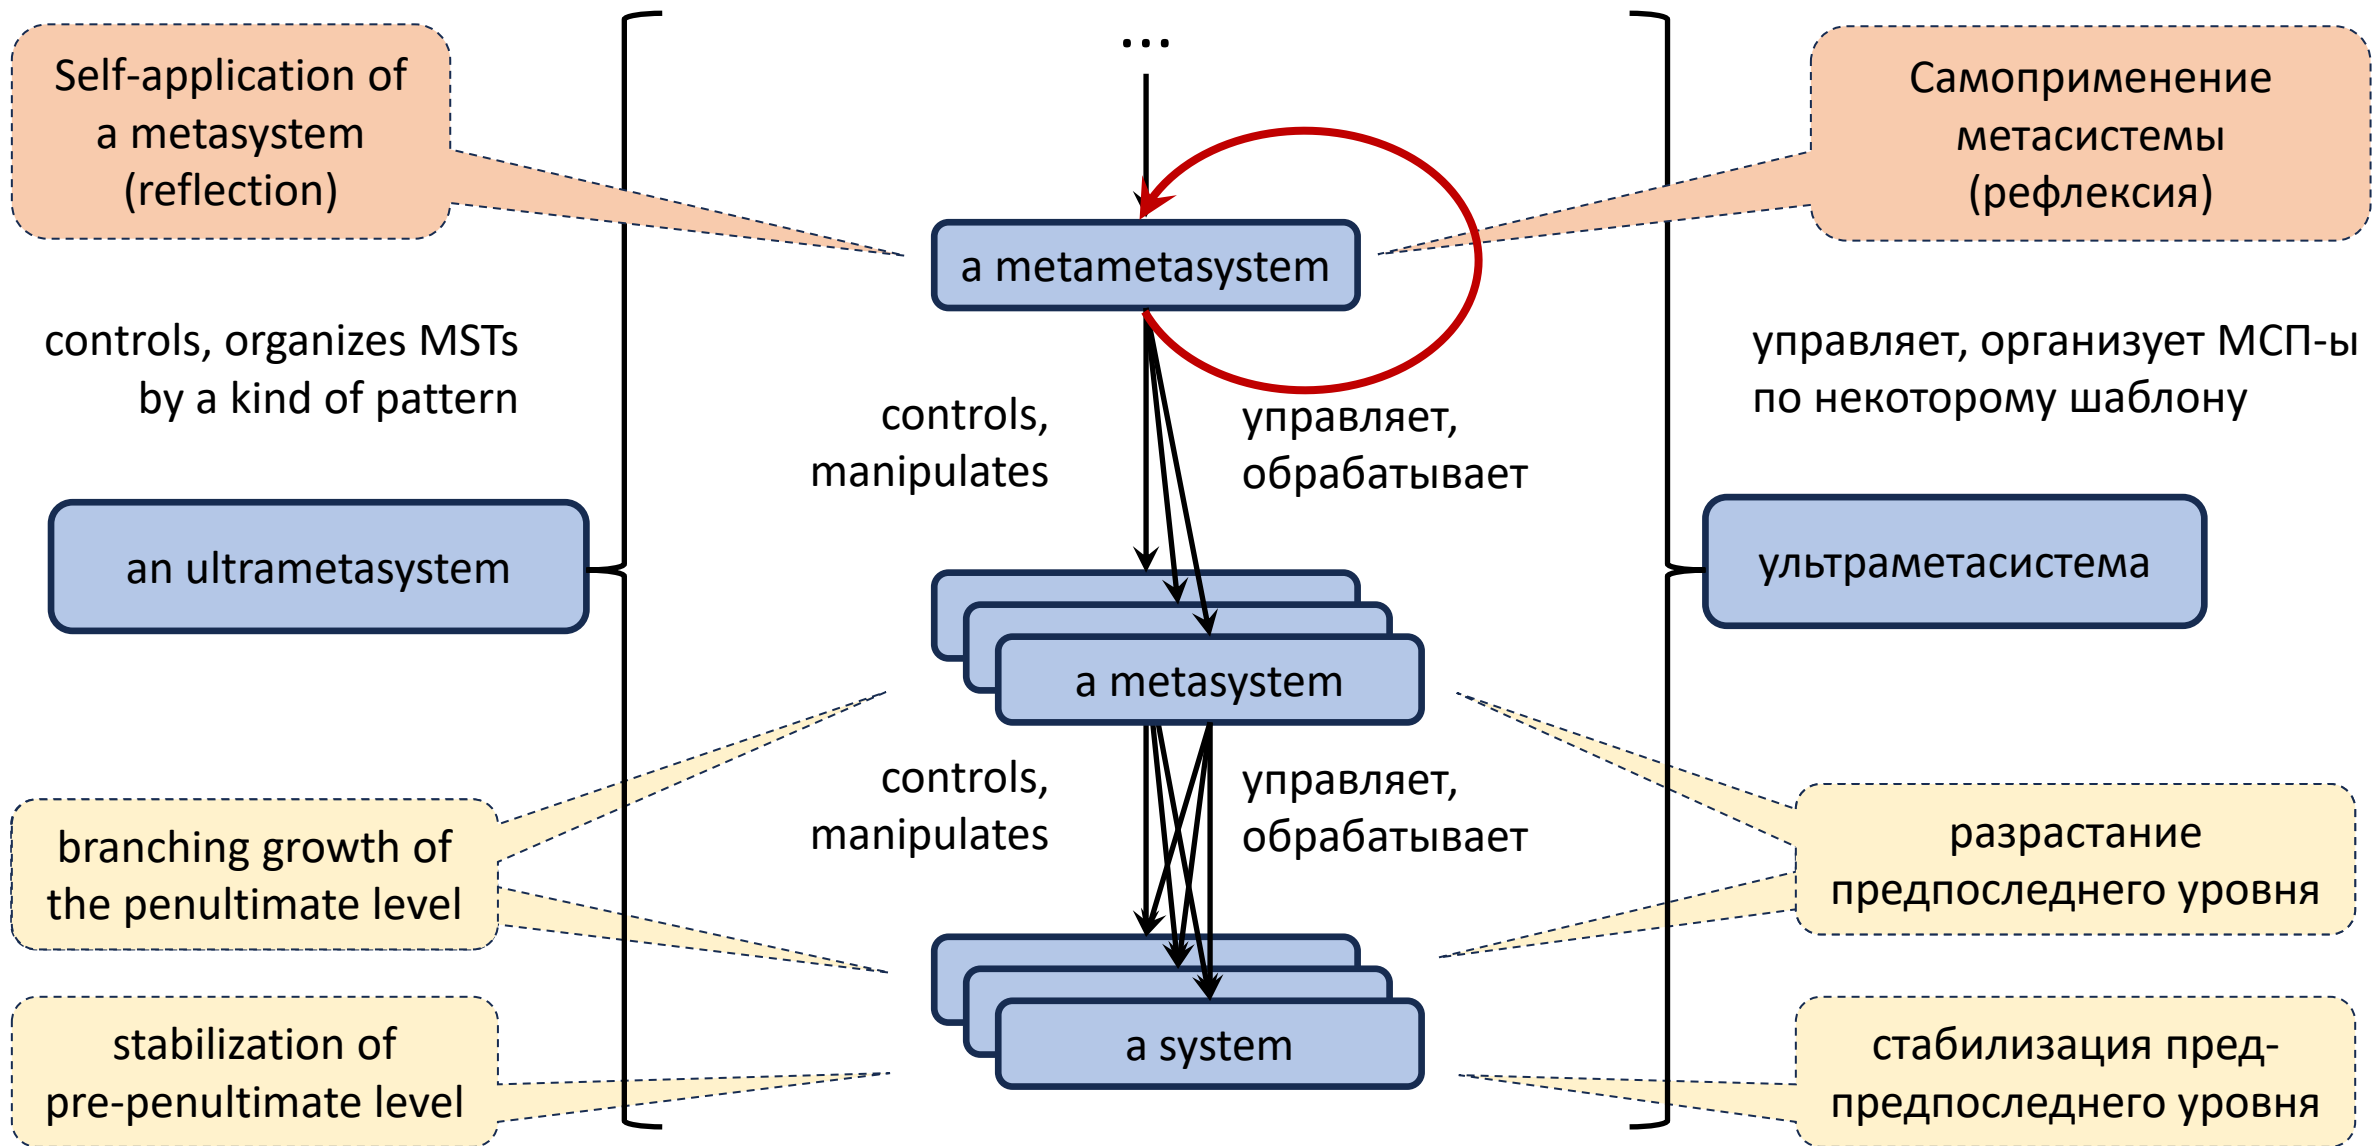 ...
Self-application of
a metasystem
(reflection)
Самоприменение
метасистемы
(рефлексия)
a metametasystem
controls, organizes MSTs
by a kind of pattern
управляет, организует МСП-ы
по некоторому шаблону
controls,
manipulates
управляет,
обрабатывает
an ultrametasystem
ультраметасистема
a metasystem
controls,
manipulates
управляет,
обрабатывает
branching growth of
the penultimate level
разрастание
предпоследнего уровня
a system
stabilization of
pre-penultimate level
стабилизация пред-
предпоследнего уровня